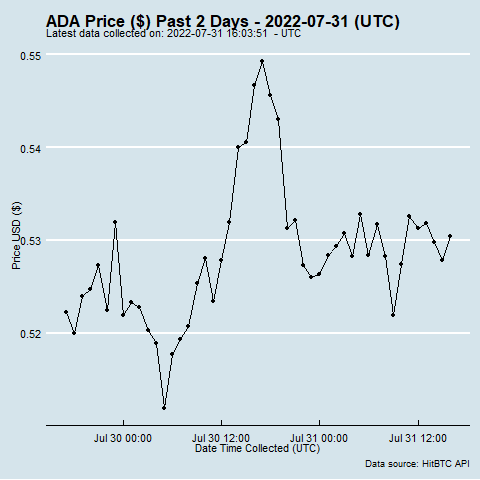 ADA Price ($) Past 2 Days - 2022-07-31 (UTC)
Latest data collected on: 2022-07-31 16:03:51  - UTC
0.55
0.54
0.53
0.52
Price USD ($)
Jul 30 00:00
Jul 30 12:00
Jul 31 00:00
Jul 31 12:00
Date Time Collected (UTC)
Data source: HitBTC API